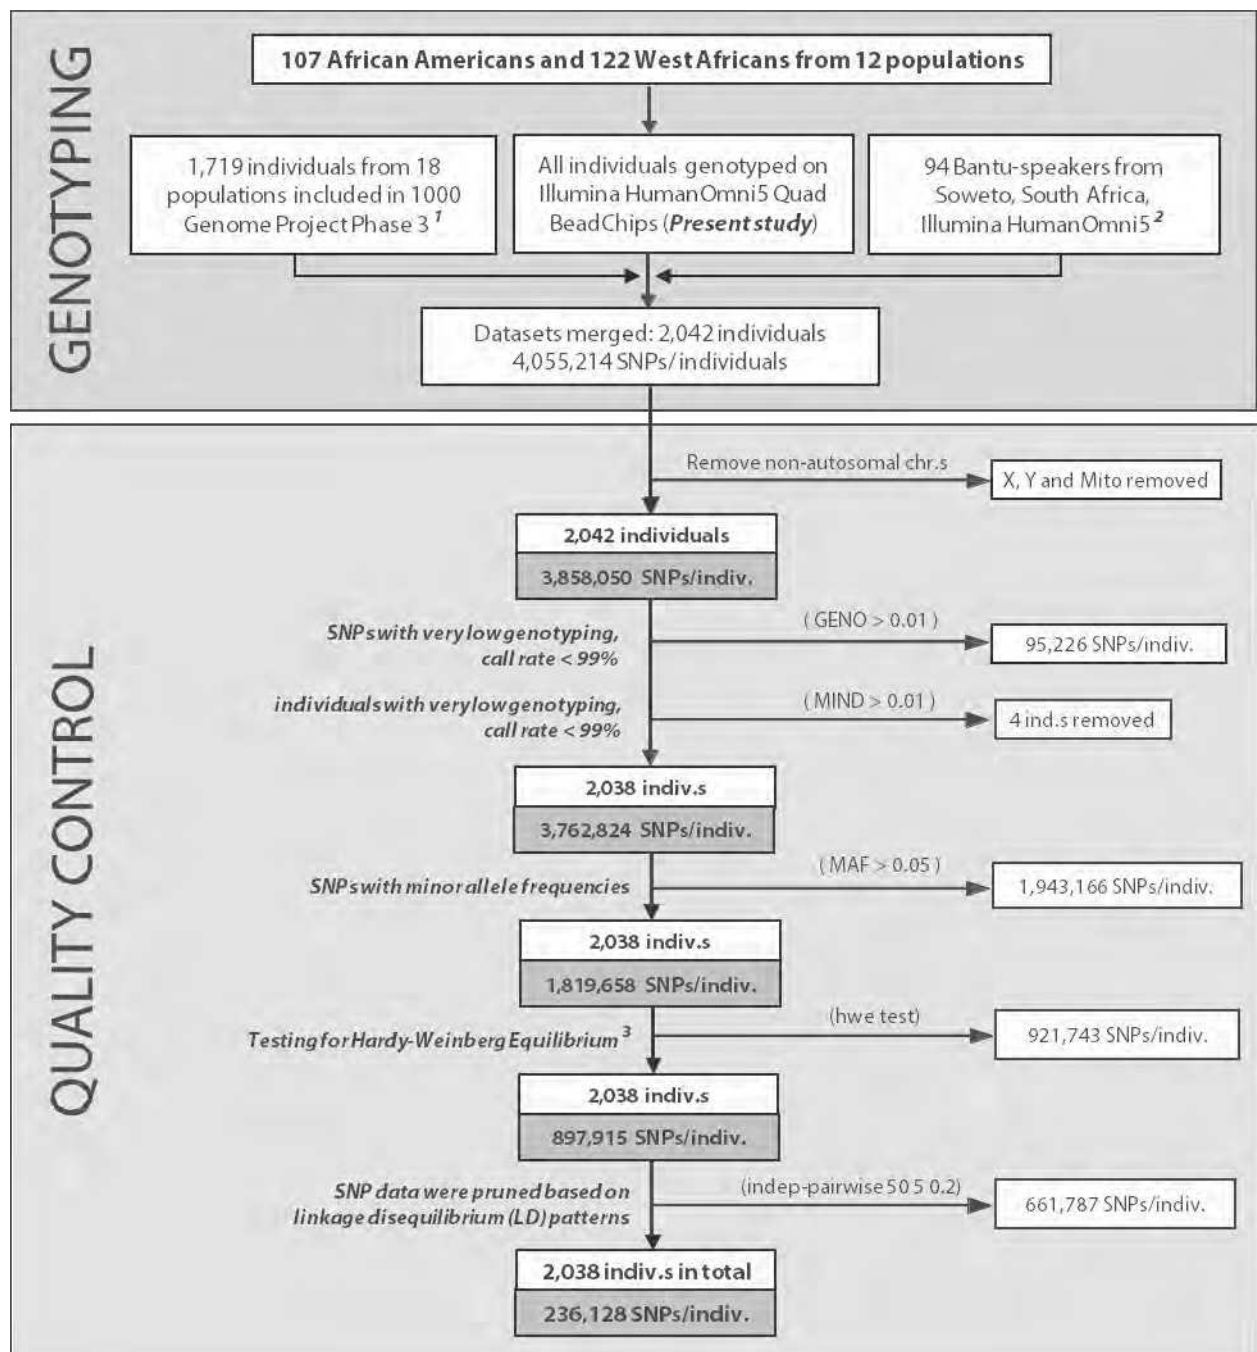 GENOTYPING
107 African Americans and 122 West Africans from 12 populations
1,719 individuals from 18
populations included in 1000
Genome Project Phase 3 1
All individuals genotyped on
Illumina HumanOmni5 Quad
BeadChips (Present study)
94 Bantu-speakers from
Soweto, South Africa,
Illumina HumanOmni5 2
Datasets merged: 2,042 individuals
4,055,214 SNPs/ individuals
QUALITY CONTROL
Remove non-autosomal chr.s
X, Y and Mito removed
2,042 individuals
3,858,050 SNPs/indiv.
SNPs with very low genotyping,
call rate < 99%
( GENO > 0.01 )
95,226 SNPs/indiv.
individuals with very low genotyping,
call rate < 99%
( MIND > 0.01 )
4 ind.s removed
2,038 indiv.s
3,762,824 SNPs/indiv.
SNPs with minor allele frequencies
( MAF > 0.05 )
1,943,166 SNPs/indiv.
2,038 indiv.s
1,819,658 SNPs/indiv.
Testing for Hardy-Weinberg Equilibrium 3
(hwe test)
921,743 SNPs/indiv.
2,038 indiv.s
897,915 SNPs/indiv.
SNP data were pruned based on
linkage disequilibrium (LD) patterns
(indep-pairwise 50 5 0.2)
661,787 SNPs/indiv.
2,038 indiv.s in total
236,128 SNPs/indiv.